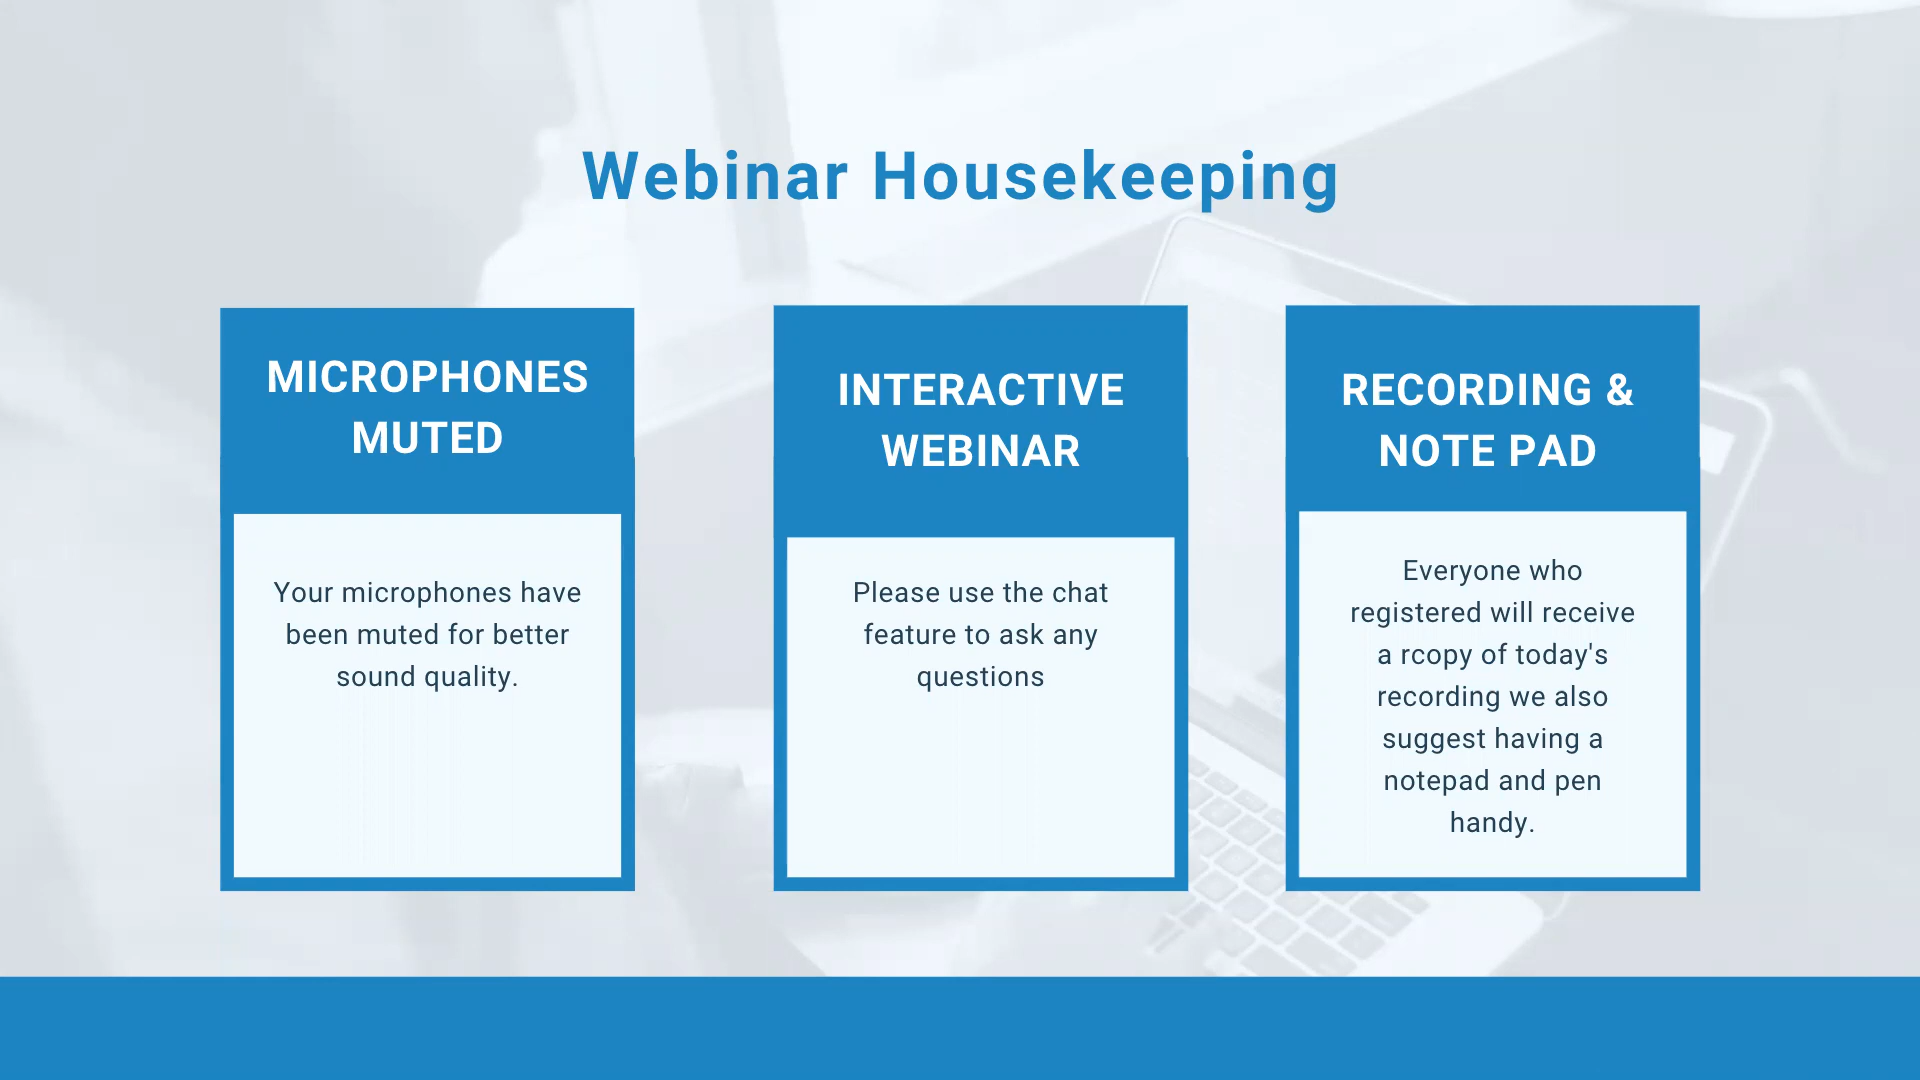 Webinar Housekeeping
MICROPHONES
MUTED
Your microphones have
been muted for better
sound quality.
INTERACTIVE
WEBINAR
Please use the chat
feature to ask any
questions
RECORDING &
NOTE PAD
Everyone who
registered will receive
a rcopy of today's
recording we also
suggest having a
notepad and pen
handy.